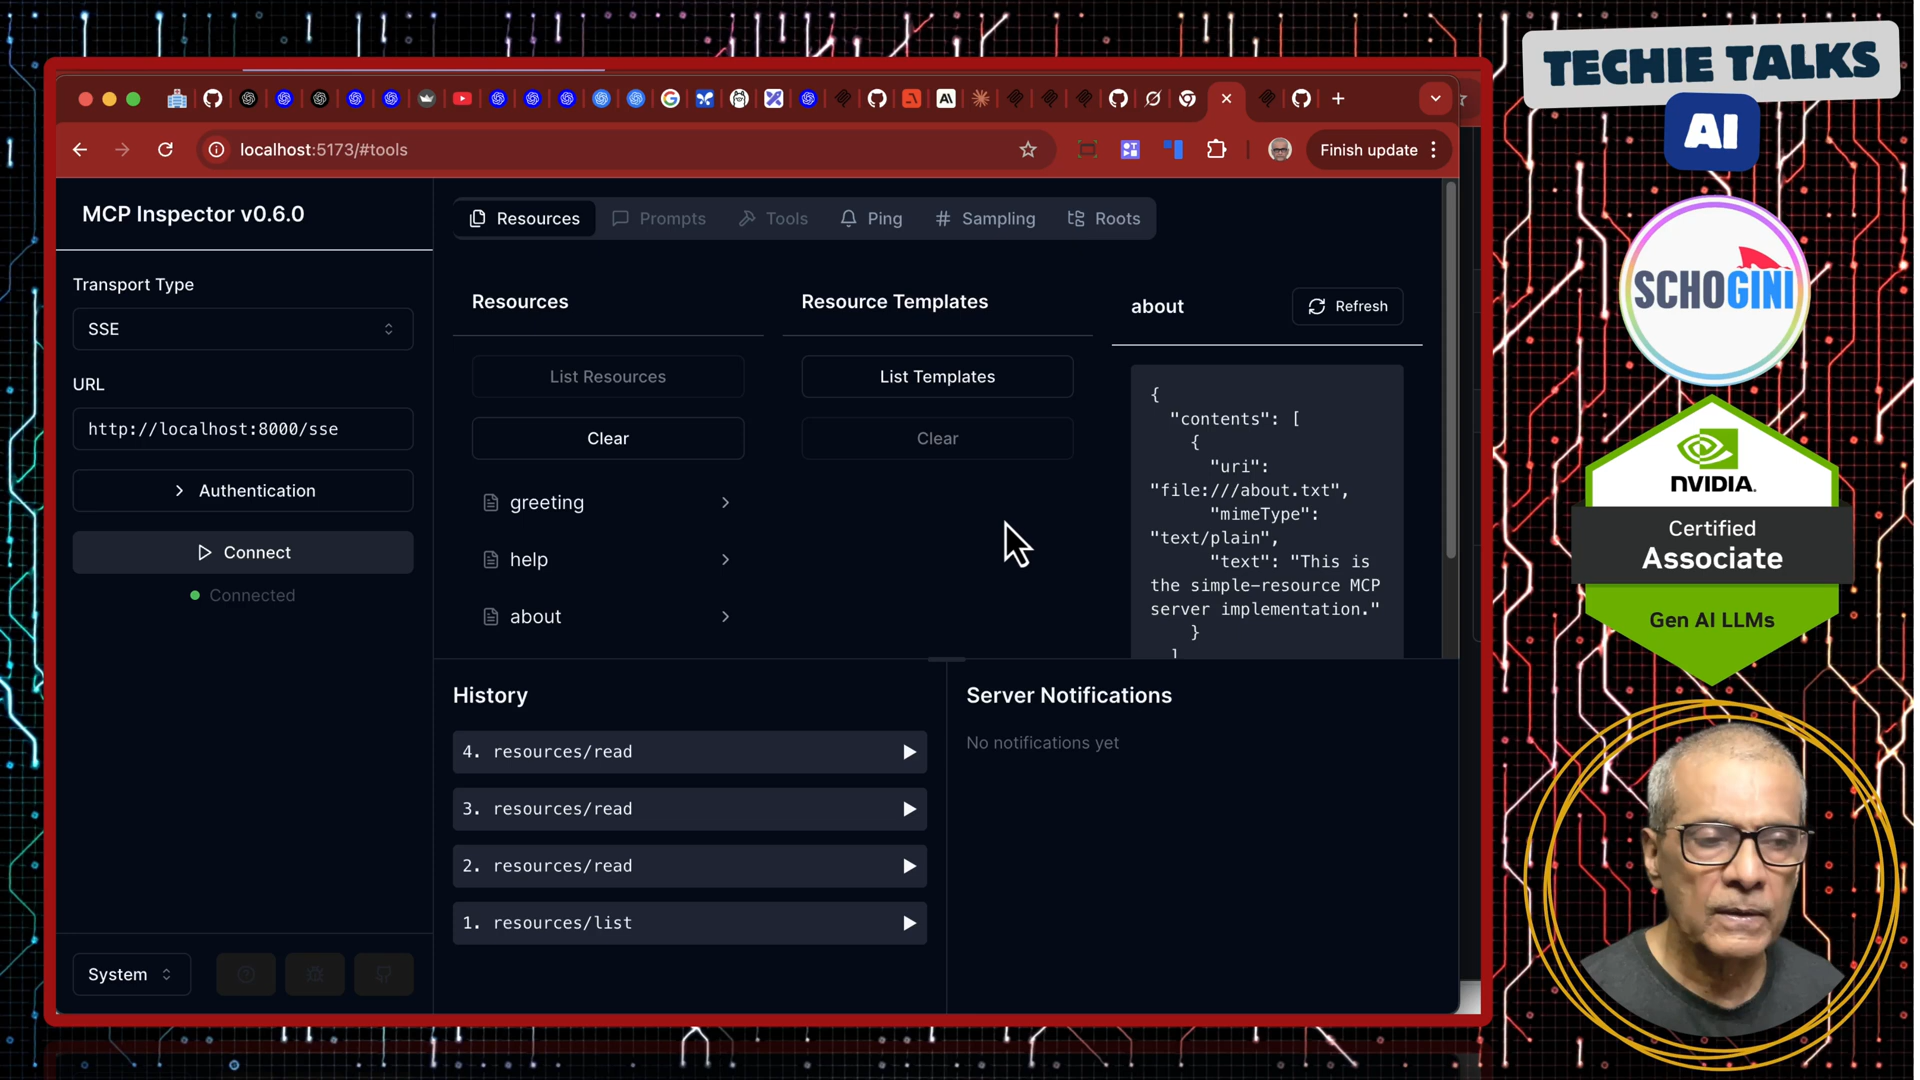 TECHIE TALKS
AI
SCHOGINI
NVIDIA.
Certified
Associate
Gen AI LLMs
localhost:5173/#tools
Finish update
MCP Inspector v0.6.0
Transport Type
SSE
URL
http://localhost:8000/sse
Authentication
Connect
Connected
System
Resources
Prompts
Tools
Ping
Sampling
Roots
Resources
List Resources
Clear
greeting
help
about
Resource Templates
List Templates
Clear
about
Refresh
{
"contents": [
{
"uri":
"file:///about.txt",
"mimeType":
"text/plain",
"text": "This is
the simple-resource MCP
server implementation."
}
]
History
4. resources/read
3. resources/read
2. resources/read
1. resources/list
Server Notifications
No notifications yet